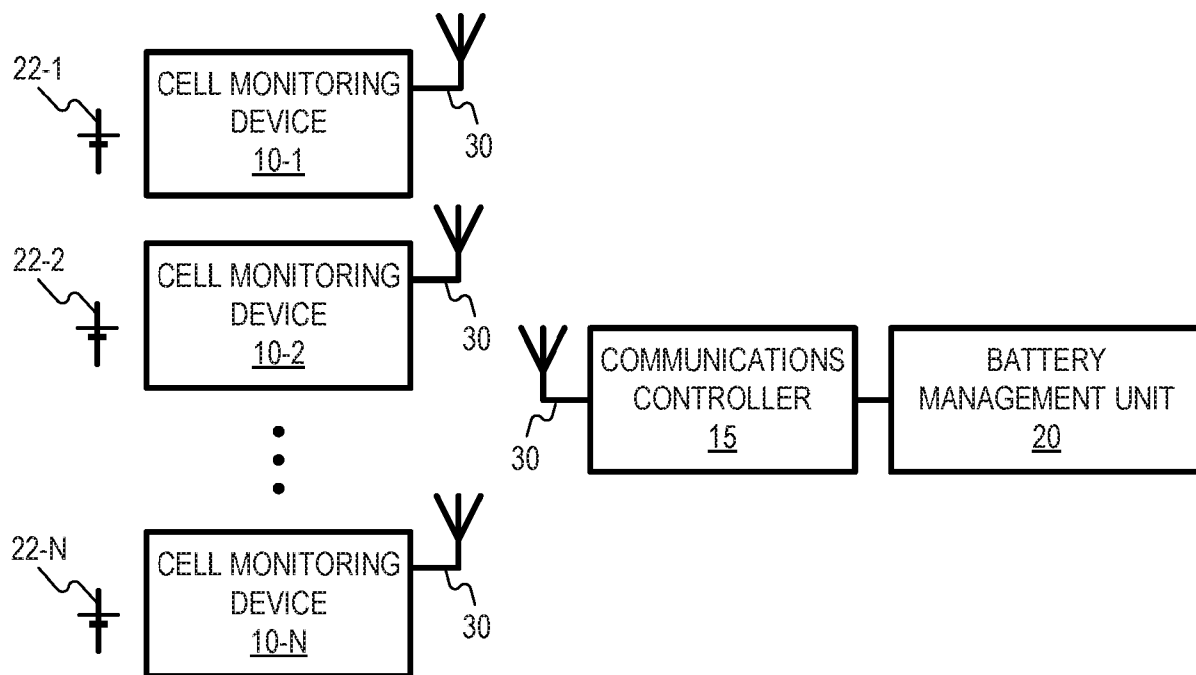 22-1
CELL MONITORING
DEVICE
10-1
30
22-2
CELL MONITORING
DEVICE
10-2
30
COMMUNICATIONS
CONTROLLER
15
30
BATTERY
MANAGEMENT UNIT
20
22-N
CELL MONITORING
DEVICE
10-N
30